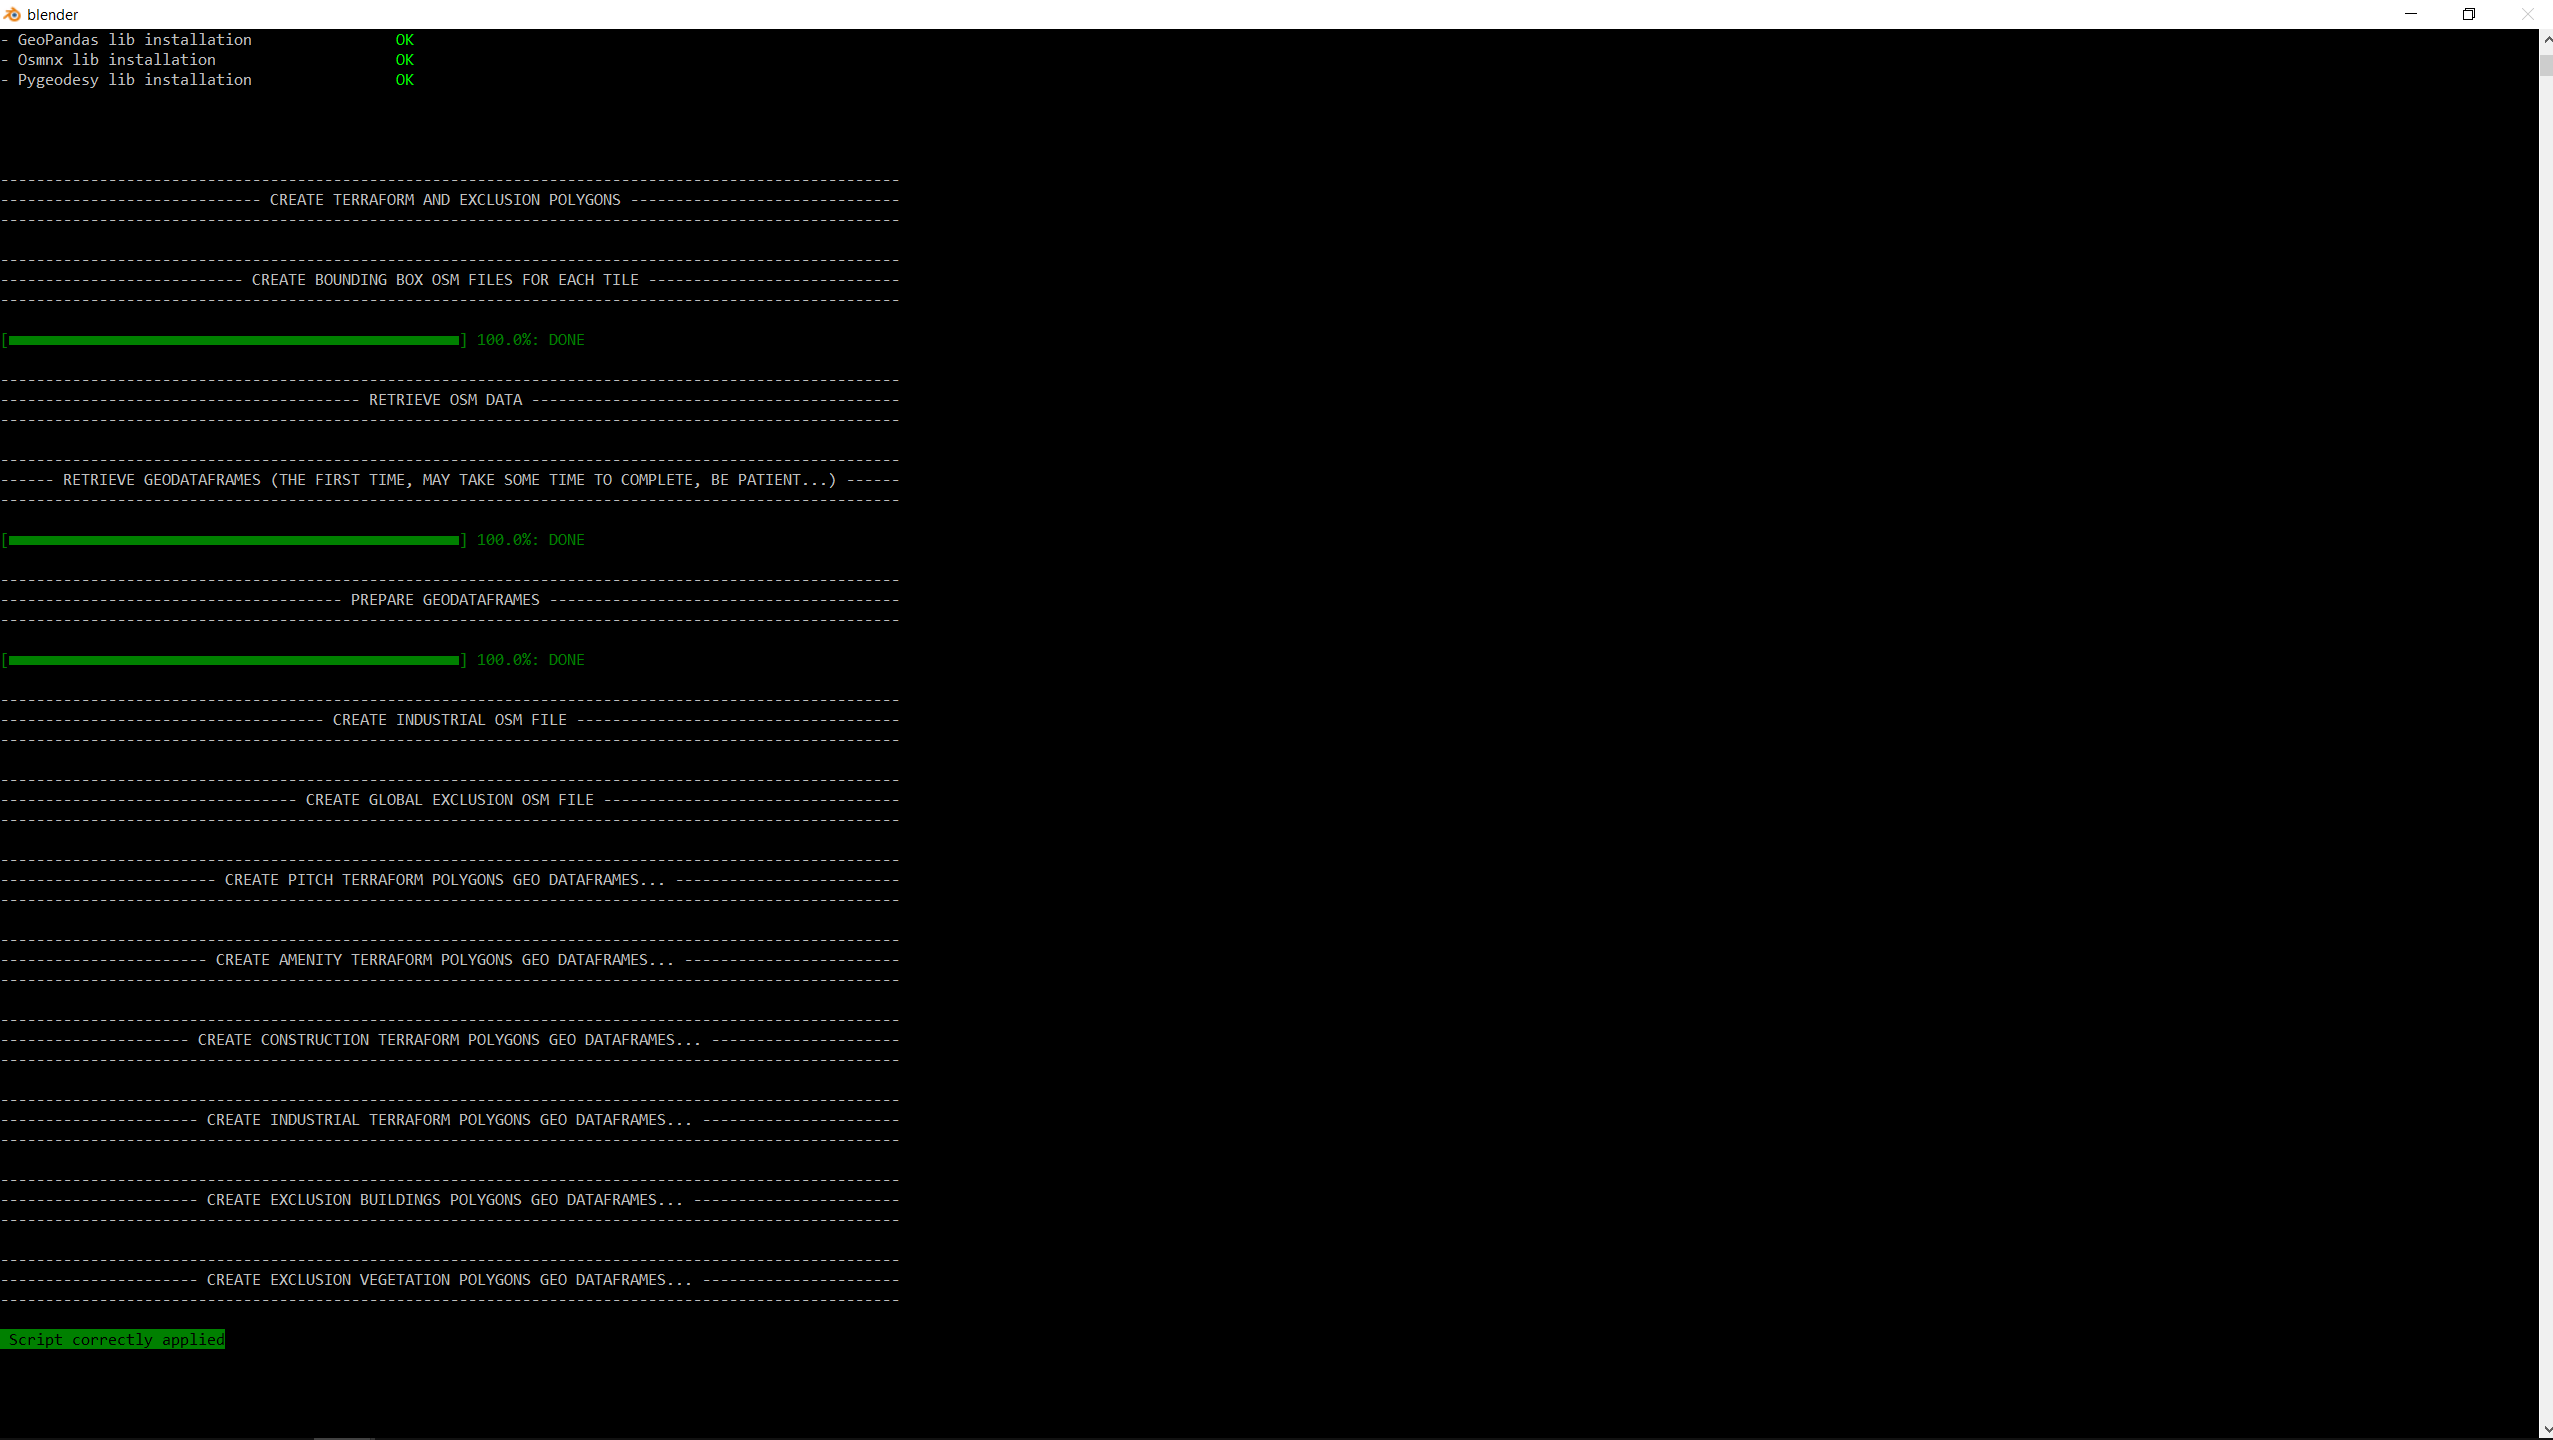 blender
- GeoPandas lib installation OK
- Osmnx lib installation OK
- Pygeodesy lib installation OK
----------------------------------------------------------------------------------------------------
----------------------------- CREATE TERRAFORM AND EXCLUSION POLYGONS ------------------------------
----------------------------------------------------------------------------------------------------
----------------------------------------------------------------------------------------------------
--------------------------- CREATE BOUNDING BOX OSM FILES FOR EACH TILE ----------------------------
----------------------------------------------------------------------------------------------------
[] 100.0%: DONE
----------------------------------------------------------------------------------------------------
---------------------------------------- RETRIEVE OSM DATA -----------------------------------------
----------------------------------------------------------------------------------------------------
----------------------------------------------------------------------------------------------------
------ RETRIEVE GEODATAFRAMES (THE FIRST TIME, MAY TAKE SOME TIME TO COMPLETE, BE PATIENT...) ------
----------------------------------------------------------------------------------------------------
[] 100.0%: DONE
----------------------------------------------------------------------------------------------------
-------------------------------------- PREPARE GEODATAFRAMES ---------------------------------------
----------------------------------------------------------------------------------------------------
[] 100.0%: DONE
----------------------------------------------------------------------------------------------------
------------------------------------ CREATE INDUSTRIAL OSM FILE ------------------------------------
----------------------------------------------------------------------------------------------------
----------------------------------------------------------------------------------------------------
--------------------------------- CREATE GLOBAL EXCLUSION OSM FILE ---------------------------------
----------------------------------------------------------------------------------------------------
----------------------------------------------------------------------------------------------------
------------------------ CREATE PITCH TERRAFORM POLYGONS GEO DATAFRAMES... -------------------------
----------------------------------------------------------------------------------------------------
----------------------------------------------------------------------------------------------------
----------------------- CREATE AMENITY TERRAFORM POLYGONS GEO DATAFRAMES... ------------------------
----------------------------------------------------------------------------------------------------
----------------------------------------------------------------------------------------------------
--------------------- CREATE CONSTRUCTION TERRAFORM POLYGONS GEO DATAFRAMES... ---------------------
----------------------------------------------------------------------------------------------------
----------------------------------------------------------------------------------------------------
---------------------- CREATE INDUSTRIAL TERRAFORM POLYGONS GEO DATAFRAMES... ----------------------
----------------------------------------------------------------------------------------------------
----------------------------------------------------------------------------------------------------
---------------------- CREATE EXCLUSION BUILDINGS POLYGONS GEO DATAFRAMES... -----------------------
----------------------------------------------------------------------------------------------------
----------------------------------------------------------------------------------------------------
---------------------- CREATE EXCLUSION VEGETATION POLYGONS GEO DATAFRAMES... ----------------------
----------------------------------------------------------------------------------------------------
Script correctly applied